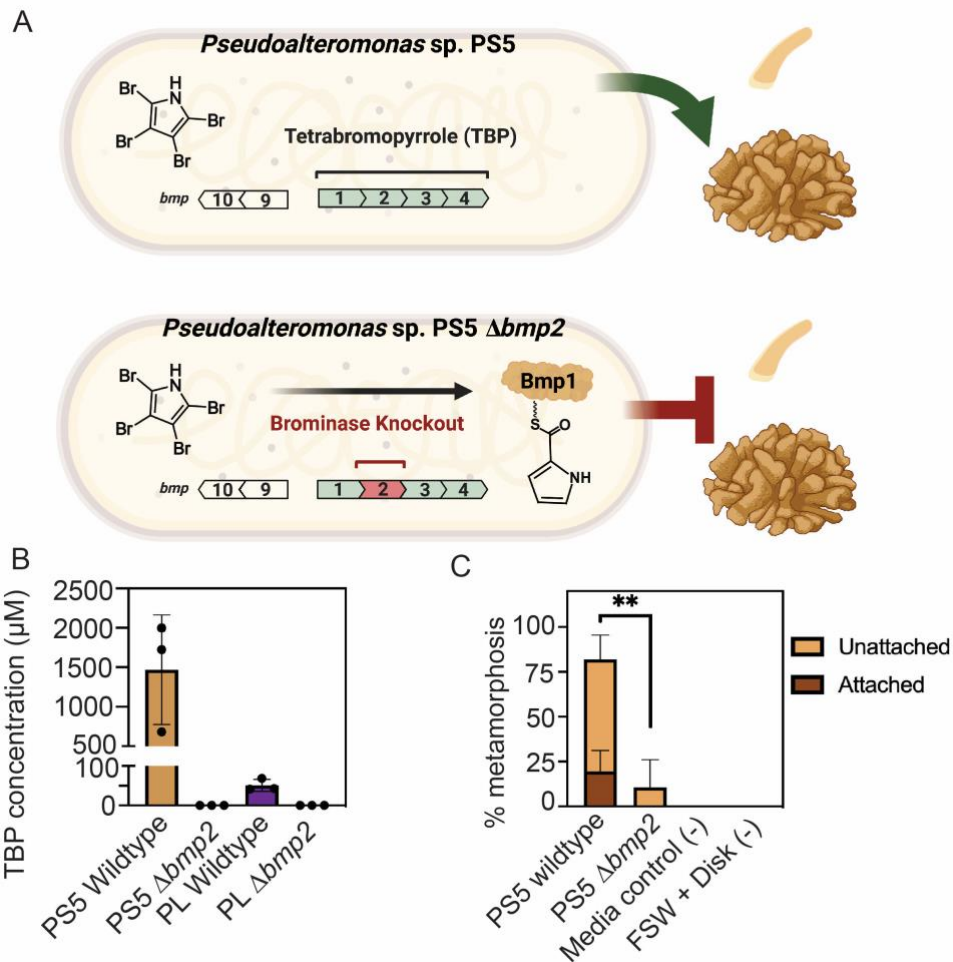 A
Pseudoalteromonas sp. PS5
H
N
Br
Br
Br
Br
Tetrabromopyrrole (TBP)
bmp 10 9 1 2 3 4
Pseudoalteromonas sp. PS5 Δbmp2
H
N
Br
Br
Br
Br
Bmp1
Brominase Knockout
S
O
NH
bmp 10 9 1 2 3 4
B
TBP concentration (µM)
2500
2000
1500
1000
500
100
0
PS5 Wildtype
PS5 Δbmp2
PL Wildtype
PL Δbmp2
C
% metamorphosis
100
75
50
25
0
**
PS5 wildtype
PS5 Δbmp2
Media control (-)
FSW + Disk (-)
Unattached
Attached